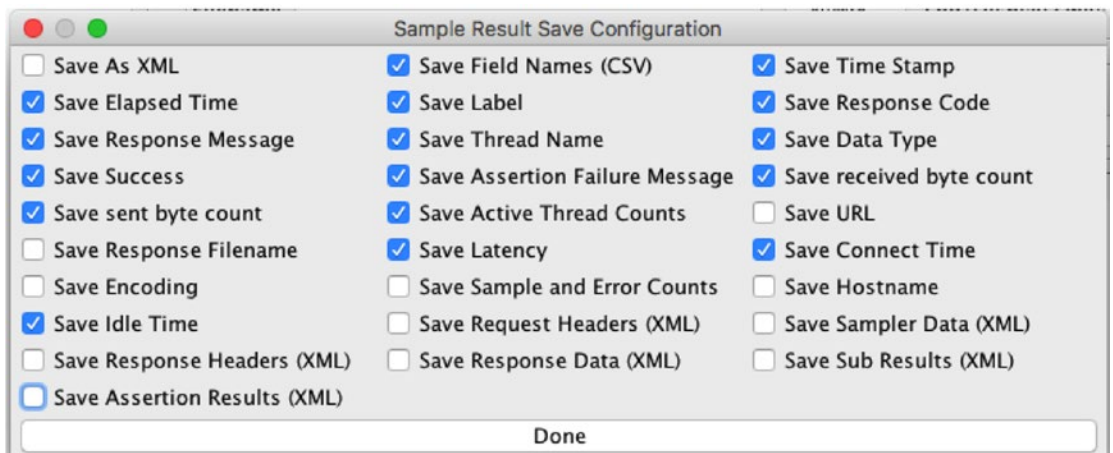 Sample Result Save Configuration
Save As XML Save Field Names (CSV) Save Time Stamp
Save Elapsed Time Save Label Save Response Code
Save Response Message Save Thread Name Save Data Type
Save Success Save Assertion Failure Message Save received byte count
Save sent byte count Save Active Thread Counts Save URL
Save Response Filename Save Latency Save Connect Time
Save Encoding Save Sample and Error Counts Save Hostname
Save Idle Time Save Request Headers (XML) Save Sampler Data (XML)
Save Response Headers (XML) Save Response Data (XML) Save Sub Results (XML)
Save Assertion Results (XML)
Done